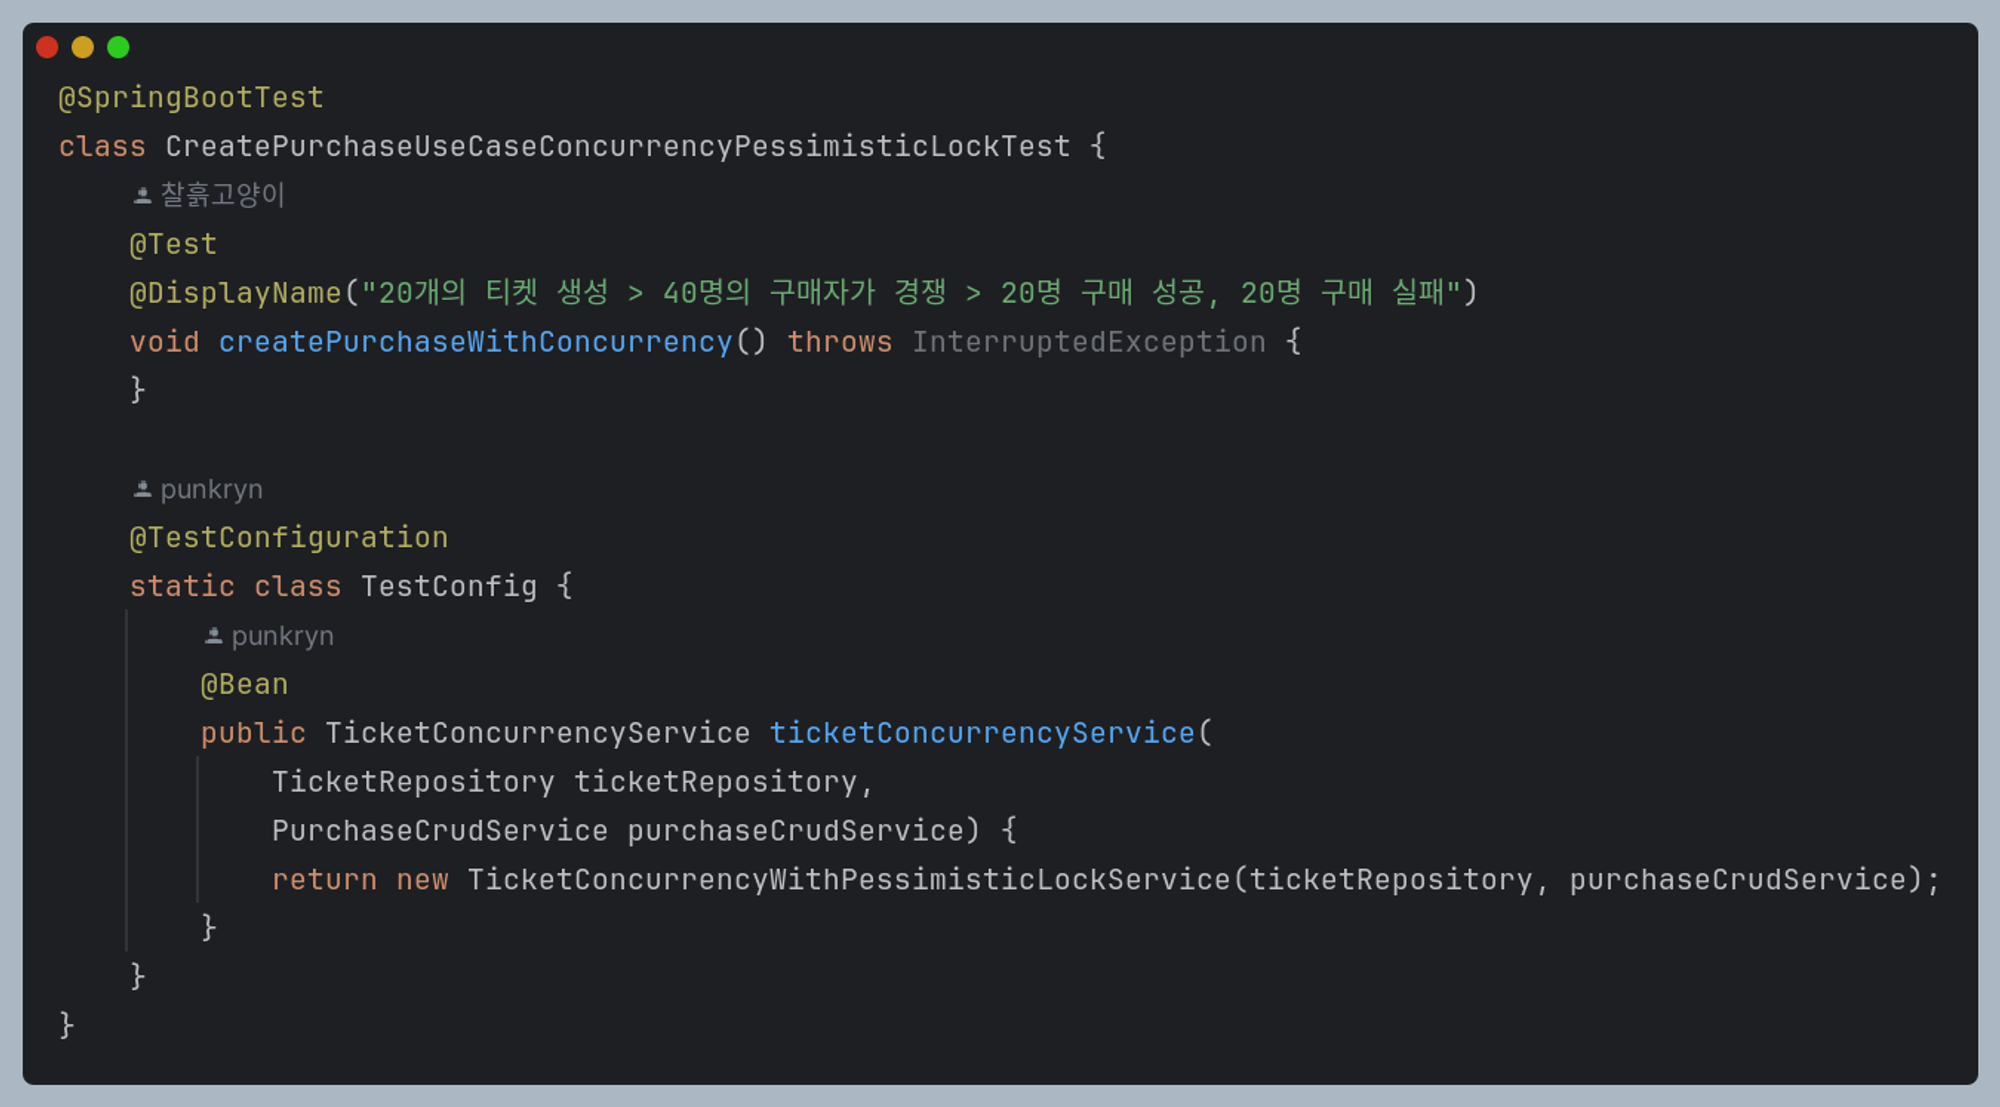 @SpringBootTest
class CreatePurchaseUseCaseConcurrencyPessimisticLockTest {
찰흙고양이
@Test
@DisplayName("20개의 티켓 생성 > 40명의 구매자가 경쟁 > 20명 구매 성공, 20명 구매 실패")
void createPurchaseWithConcurrency() throws InterruptedException {
}
punkryn
@TestConfiguration
static class TestConfig {
punkryn
@Bean
public TicketConcurrencyService ticketConcurrencyService(
TicketRepository ticketRepository,
PurchaseCrudService purchaseCrudService) {
return new TicketConcurrencyWithPessimisticLockService(ticketRepository, purchaseCrudService);
}
}
}